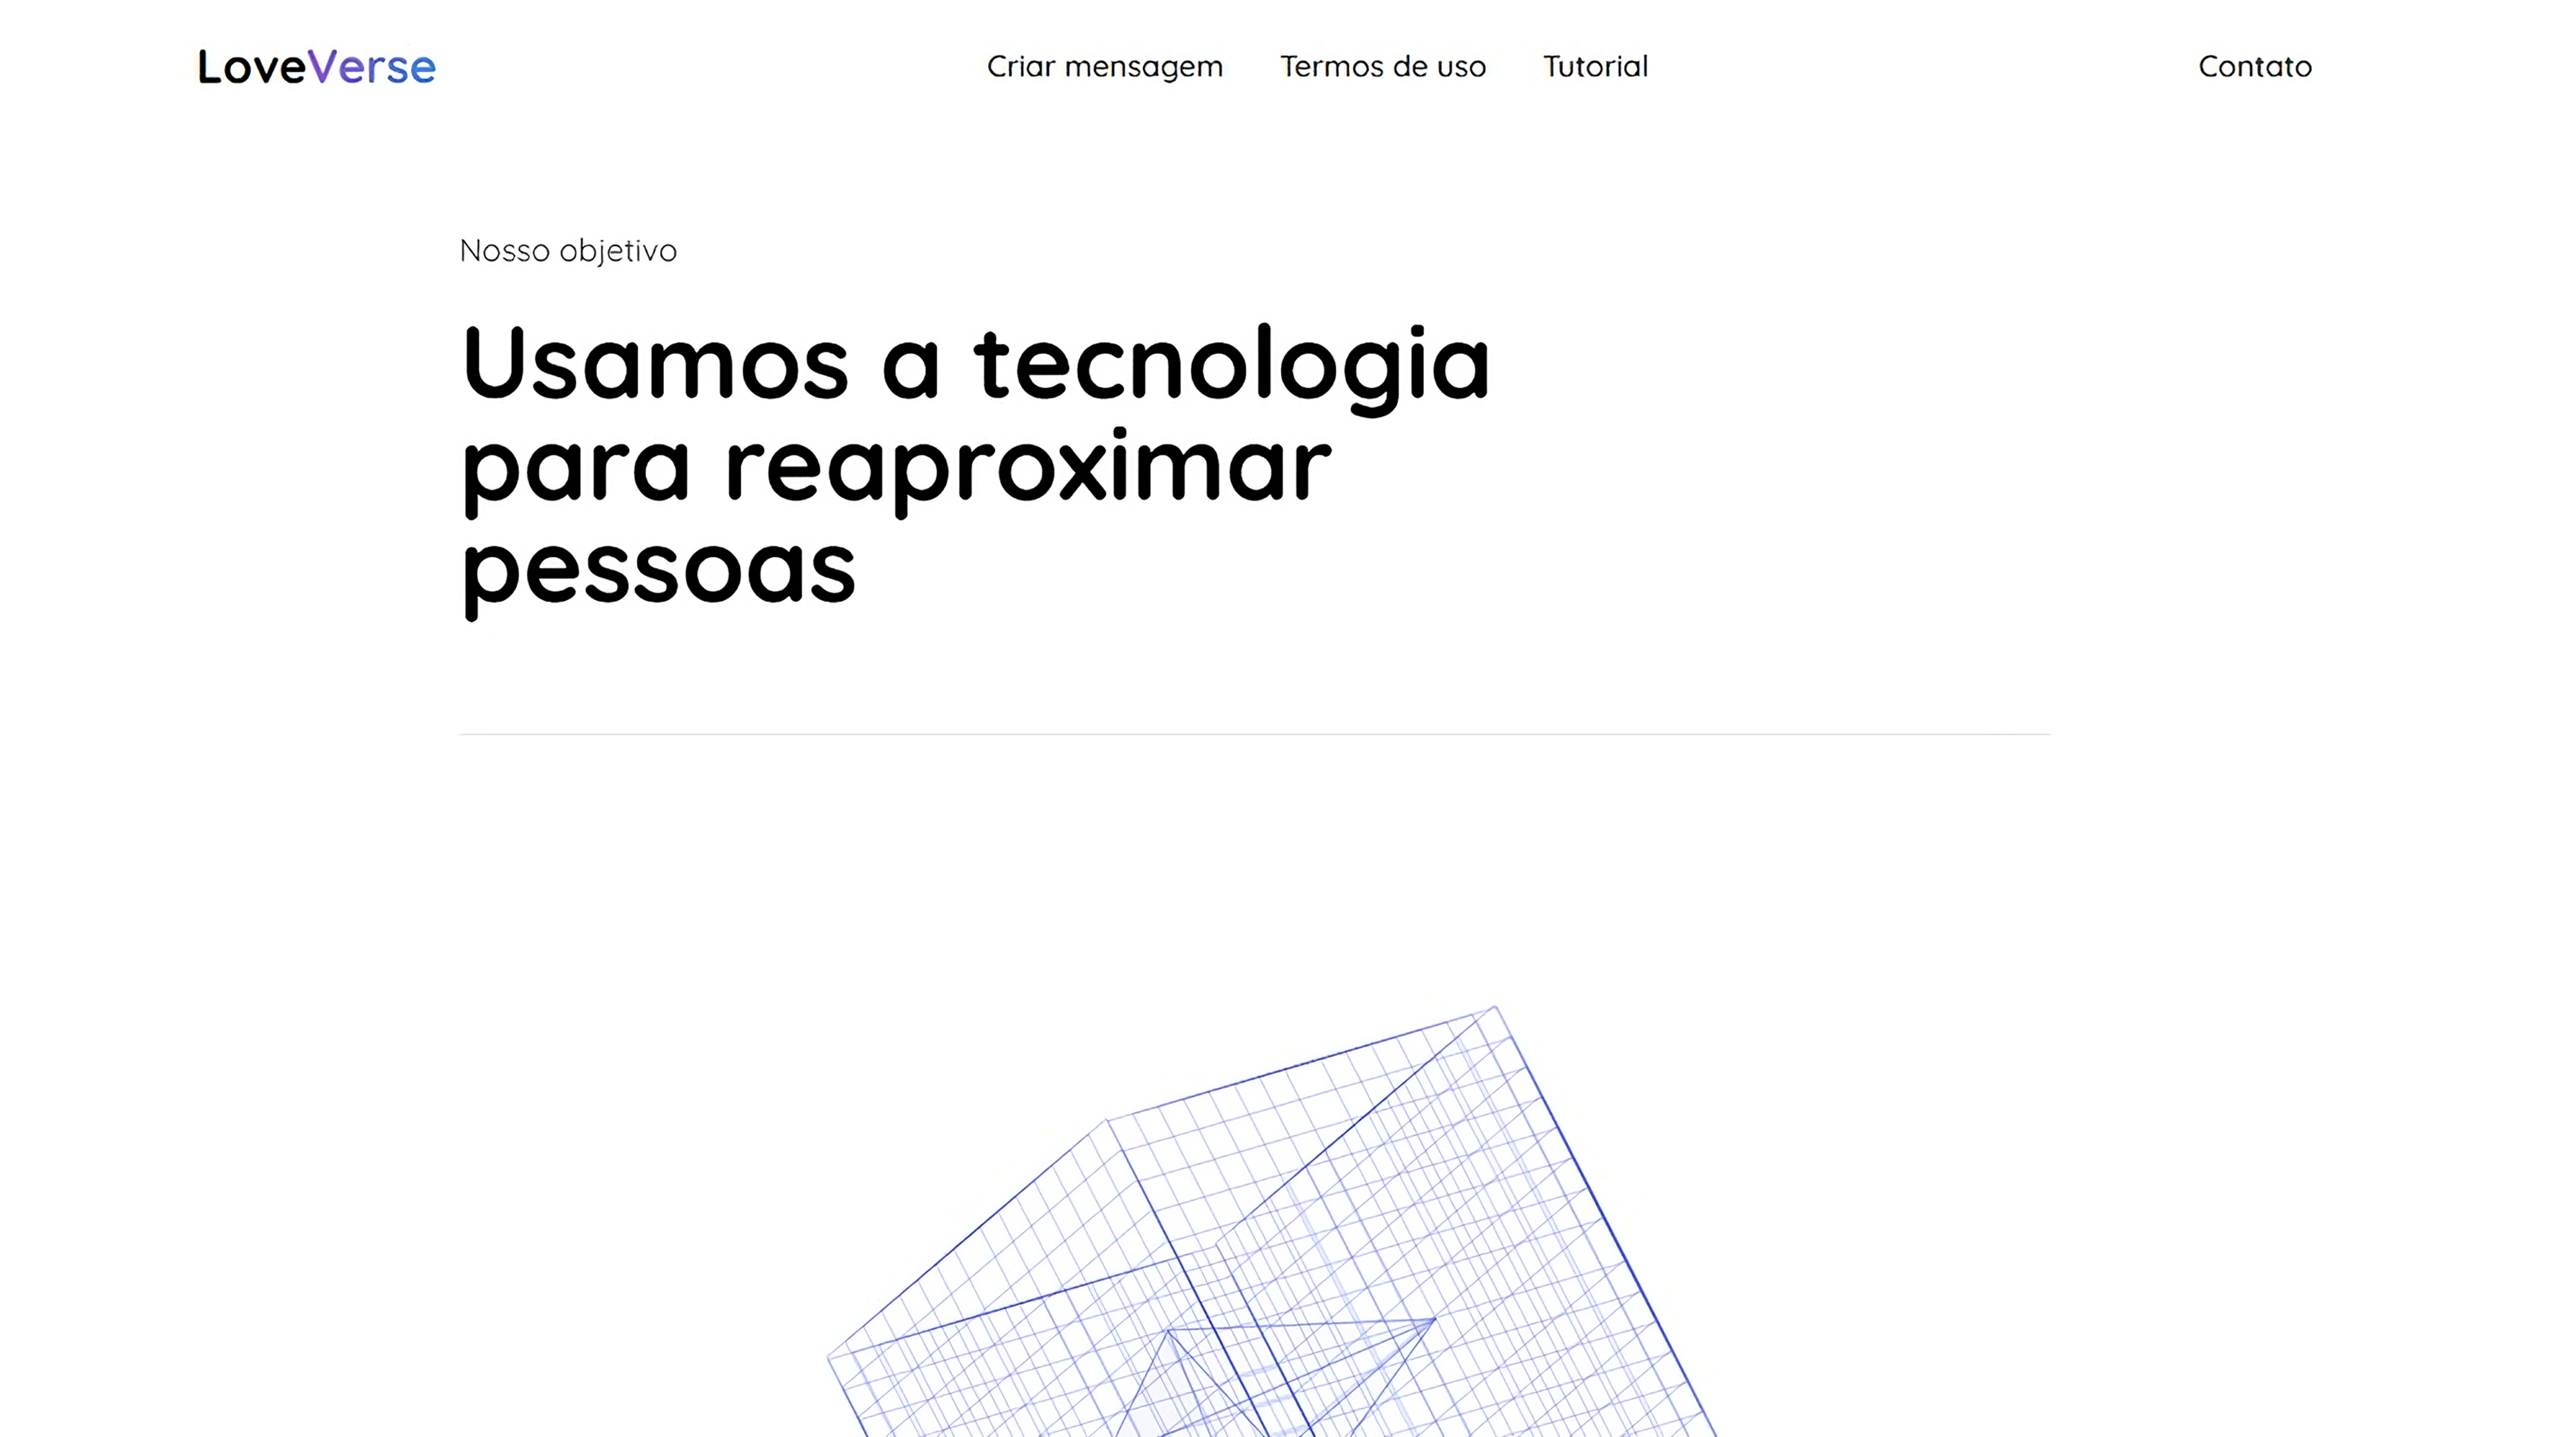 LoveVerse
Criar mensagem
Termos de uso
Tutorial
Contato
Nosso objetivo
Usamos a tecnologia
para reaproximar
pessoas